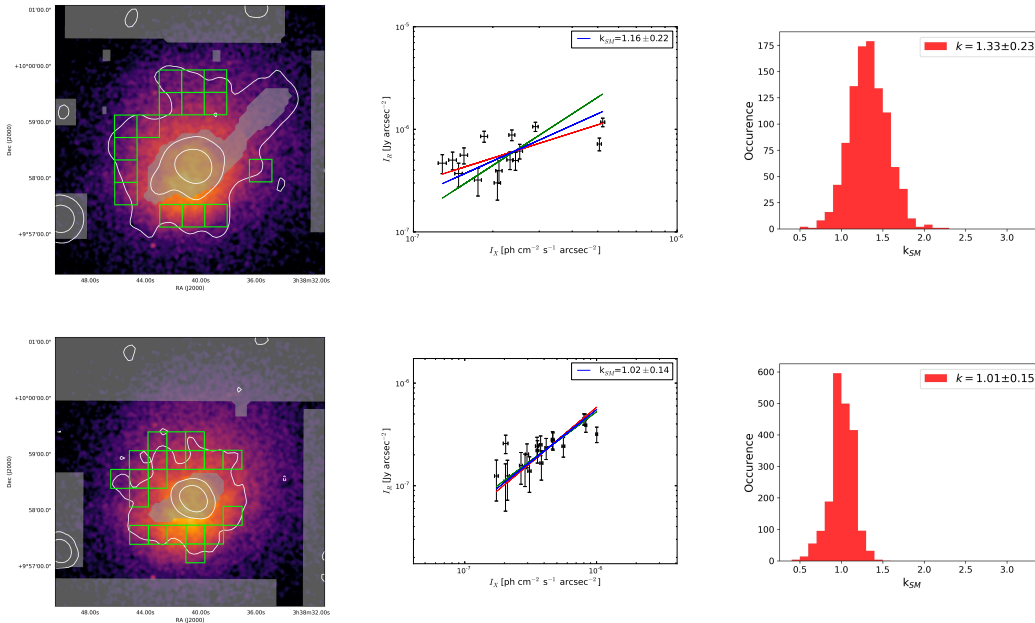 01'00.0"
+10°00'00.0"
59'00.0"
58'00.0"
+9°57'00.0"
Dec (J2000)
48.00s 44.00s 40.00s 36.00s 3h38m32.00s
RA (J2000)
10⁻⁵
10⁻⁶
10⁻⁷
I_R [Jy arcsec⁻²]
k_SM=1.16±0.22
10⁻⁷ 10⁻⁶
I_X [ph cm⁻² s⁻¹ arcsec⁻²]
175
150
125
100
75
50
25
0
Occurence
k = 1.33±0.23
0.5 1.0 1.5 2.0 2.5 3.0
k_SM
01'00.0"
+10°00'00.0"
59'00.0"
58'00.0"
+9°57'00.0"
Dec (J2000)
48.00s 44.00s 40.00s 36.00s 3h38m32.00s
RA (J2000)
10⁻⁶
10⁻⁷
I_R [Jy arcsec⁻²]
k_SM=1.02±0.14
10⁻⁷ 10⁻⁶
I_X [ph cm⁻² s⁻¹ arcsec⁻²]
600
500
400
300
200
100
0
Occurence
k = 1.01±0.15
0.5 1.0 1.5 2.0 2.5 3.0
k_SM